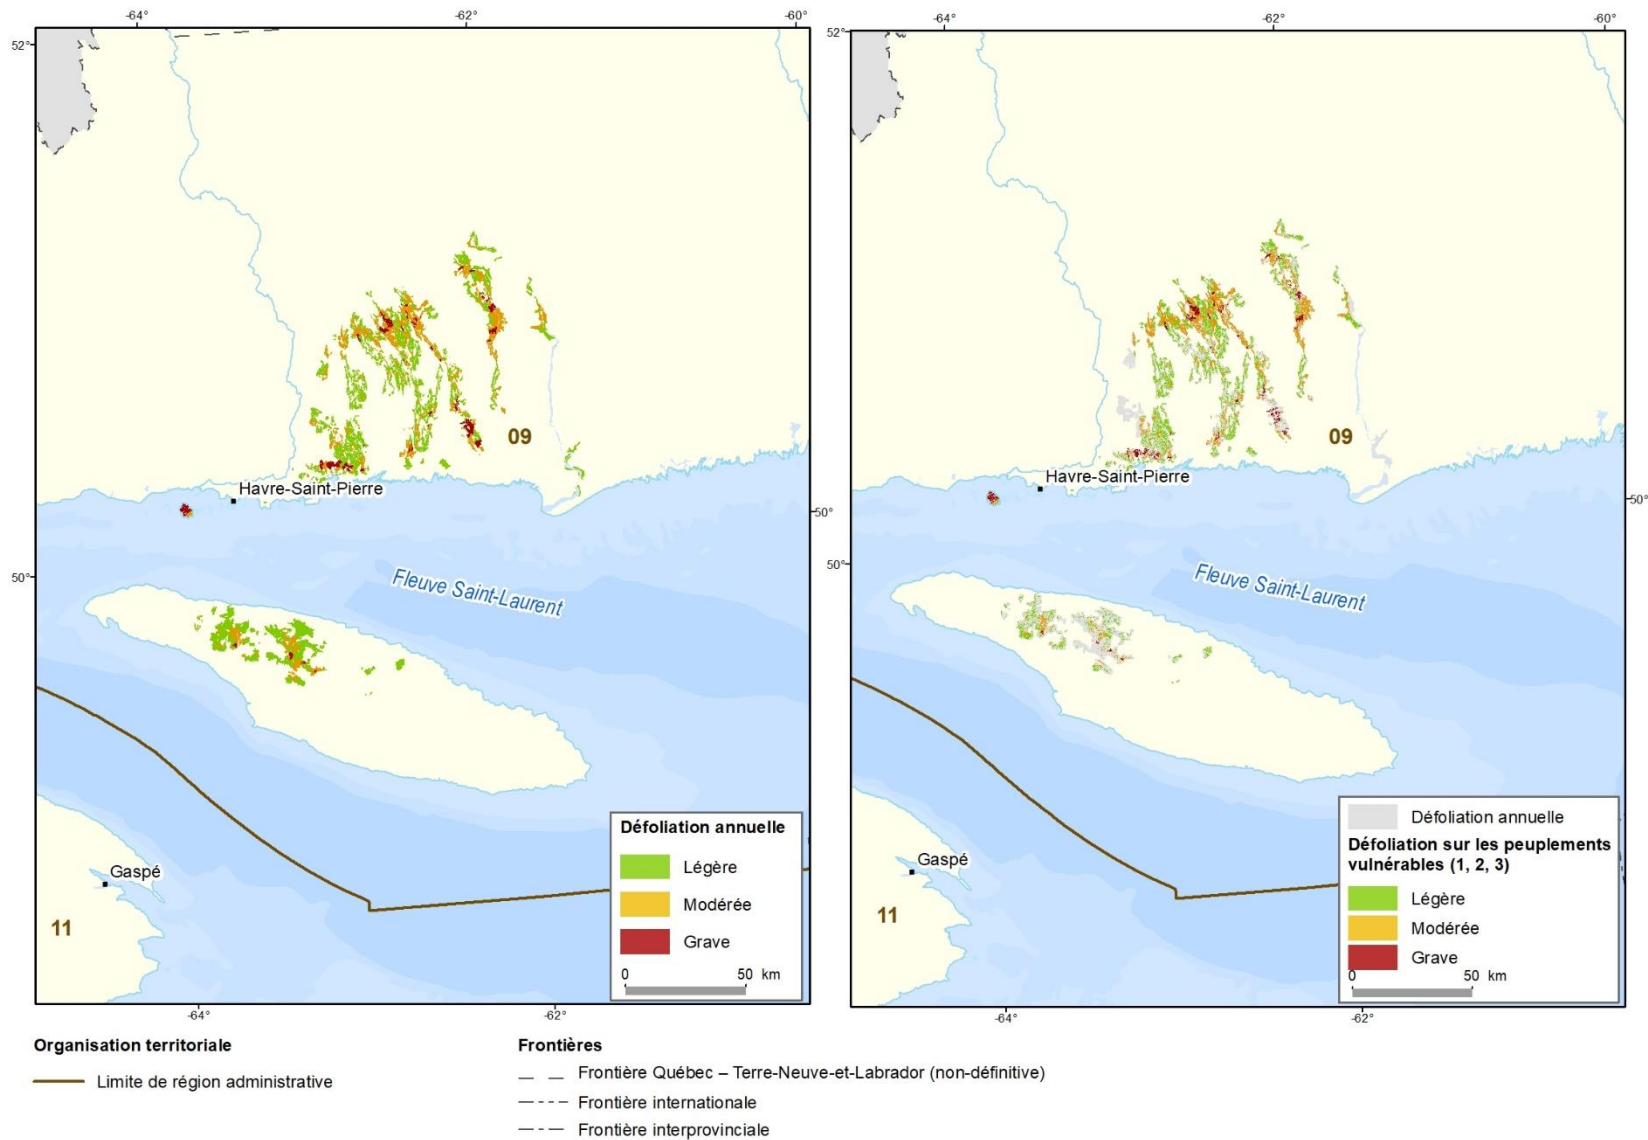 -64°
-62°
-60°
52°
09
Havre-Saint-Pierre
50°
50°
Fleuve Saint-Laurent
Gaspé
11
Défoliation annuelle
Légère
Modérée
Grave
0 50 km
-64°
-62°
-64°
-62°
-60°
52°
09
Havre-Saint-Pierre
50°
50°
Fleuve Saint-Laurent
Gaspé
11
Défoliation annuelle
Défoliation sur les peuplements
vulnérables (1, 2, 3)
Légère
Modérée
Grave
0 50 km
-64°
-62°
Organisation territoriale
Limite de région administrative
Frontières
Frontière Québec – Terre-Neuve-et-Labrador (non-définitive)
Frontière internationale
Frontière interprovinciale